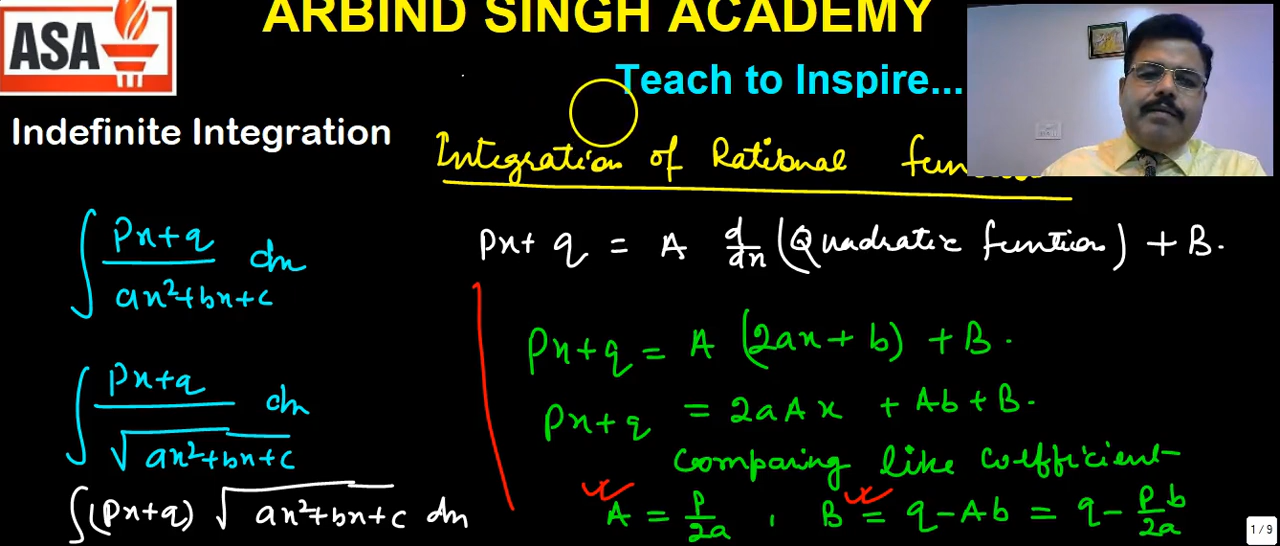 ARBIND SINGH ACADEMY
ASA
Teach to Inspire...
Indefinite Integration
Integration of Rational
∫ (px+q)/(ax²+bx+c) dx
px+q = A d/dx (Quadratic funtion) + B.
px+q = A (2ax+b) + B.
∫ (px+q)/√(ax²+bx+c) dx
px+q = 2aAx + Ab + B.
Comparing like coefficient-
∫(px+q) √(ax²+bx+c) dx
A = p/2a , B = q - Ab = q - pb/2a
1/9